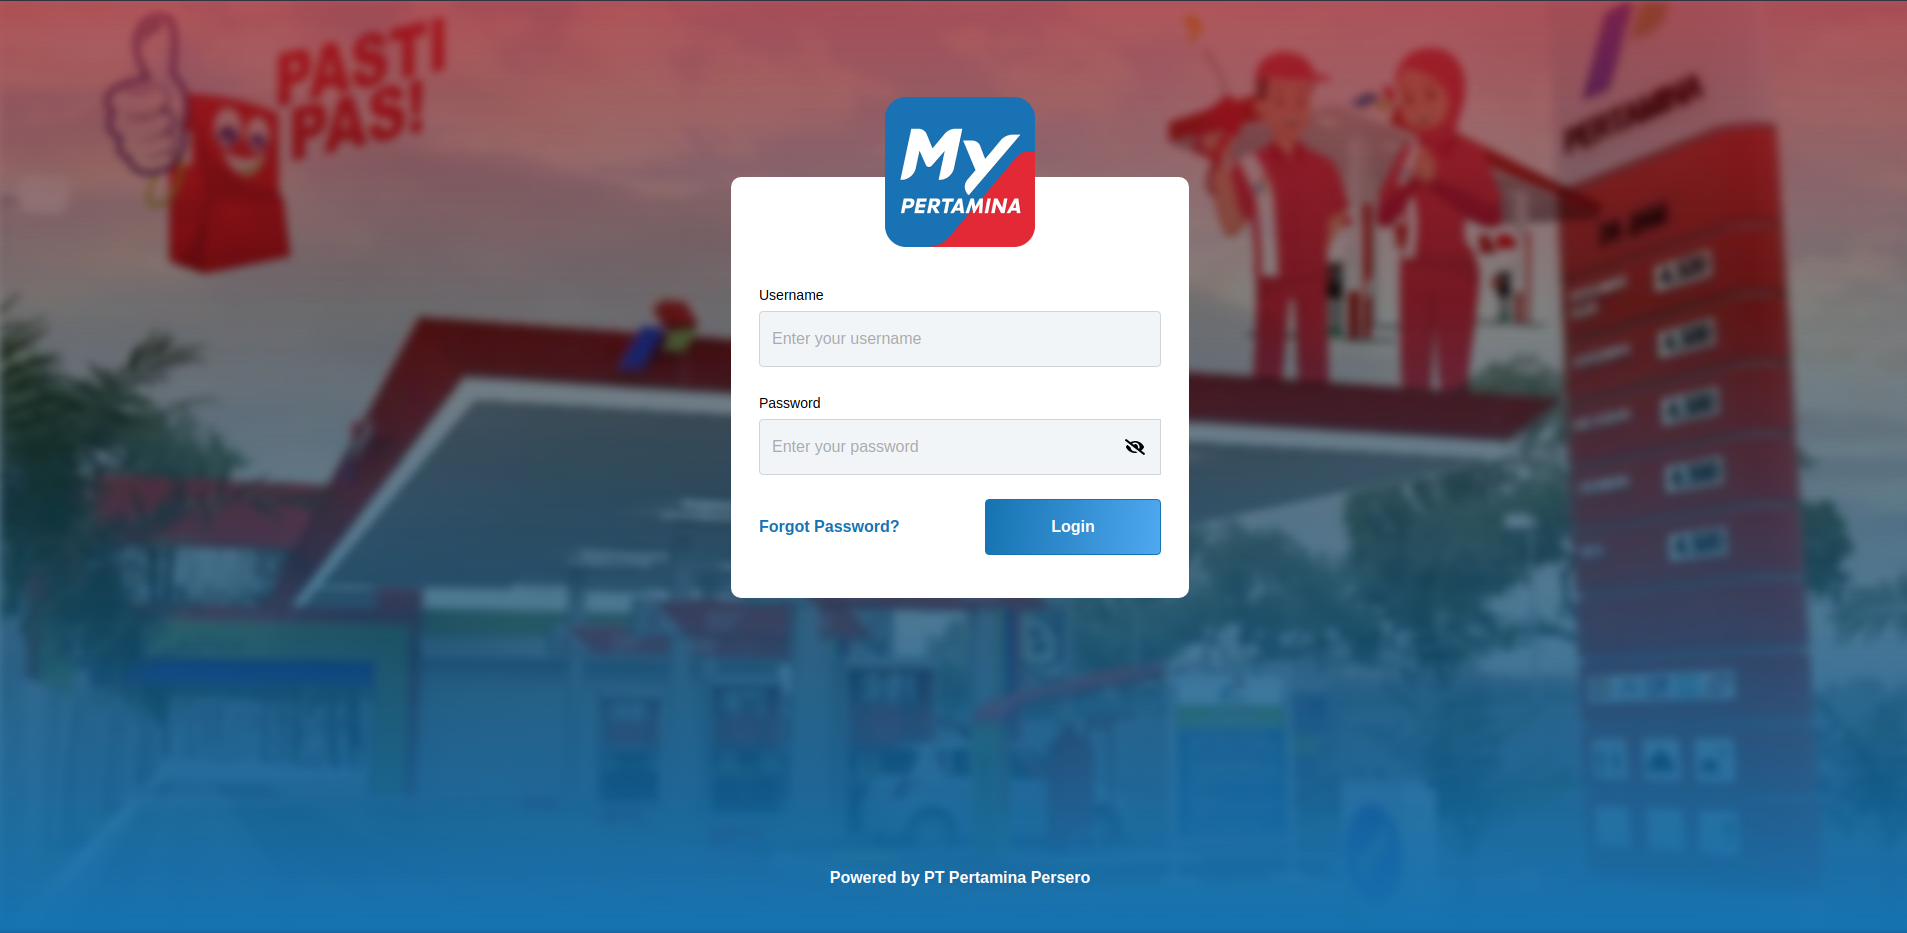 PASTI
PAS!
PERTAMINA
My
PERTAMINA
Username
Enter your username
Password
Enter your password
Forgot Password?
Login
Powered by PT Pertamina Persero